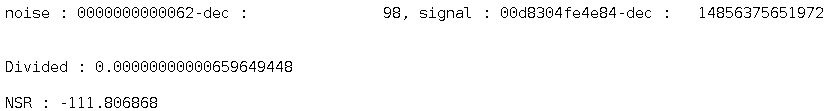 noise : 0000000000062-dec : 98, signal : 00d8304fe4e84-dec : 14856375651972
Divided : 0.00000000000659649448
NSR : -111.806868